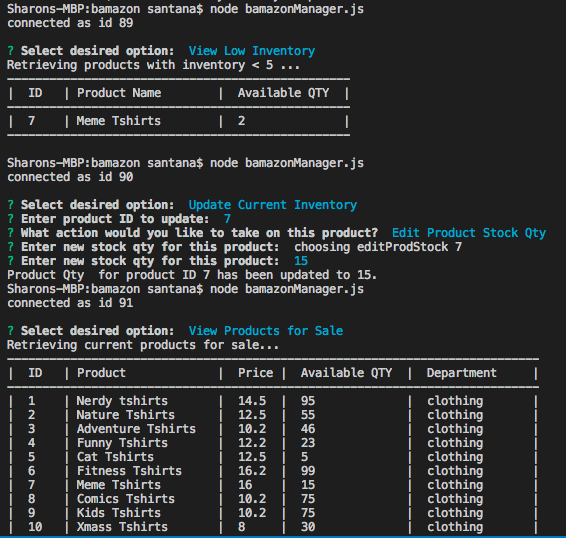 Sharons-MBP:bamazon santana$ node bamazonManager.js
connected as id 89
? Select desired option: View Low Inventory
Retrieving products with inventory < 5 ...
| ID | Product Name | Available QTY |
| 7 | Meme Tshirts | 2 |
Sharons-MBP:bamazon santana$ node bamazonManager.js
connected as id 90
? Select desired option: Update Current Inventory
? Enter product ID to update: 7
? What action would you like to take on this product? Edit Product Stock Qty
? Enter new stock qty for this product: choosing editProdStock 7
? Enter new stock qty for this product: 15
Product Qty  for product ID 7 has been updated to 15.
Sharons-MBP:bamazon santana$ node bamazonManager.js
connected as id 91
? Select desired option: View Products for Sale
Retrieving current products for sale...
| ID | Product | Price | Available QTY | Department |
| 1 | Nerdy tshirts | 14.5 | 95 | clothing |
| 2 | Nature Tshirts | 12.5 | 55 | clothing |
| 3 | Adventure Tshirts | 10.2 | 46 | clothing |
| 4 | Funny Tshirts | 12.2 | 23 | clothing |
| 5 | Cat Tshirts | 12.5 | 5 | clothing |
| 6 | Fitness Tshirts | 16.2 | 99 | clothing |
| 7 | Meme Tshirts | 16 | 15 | clothing |
| 8 | Comics Tshirts | 10.2 | 75 | clothing |
| 9 | Kids Tshirts | 10.2 | 75 | clothing |
| 10 | Xmass Tshirts | 8 | 30 | clothing |